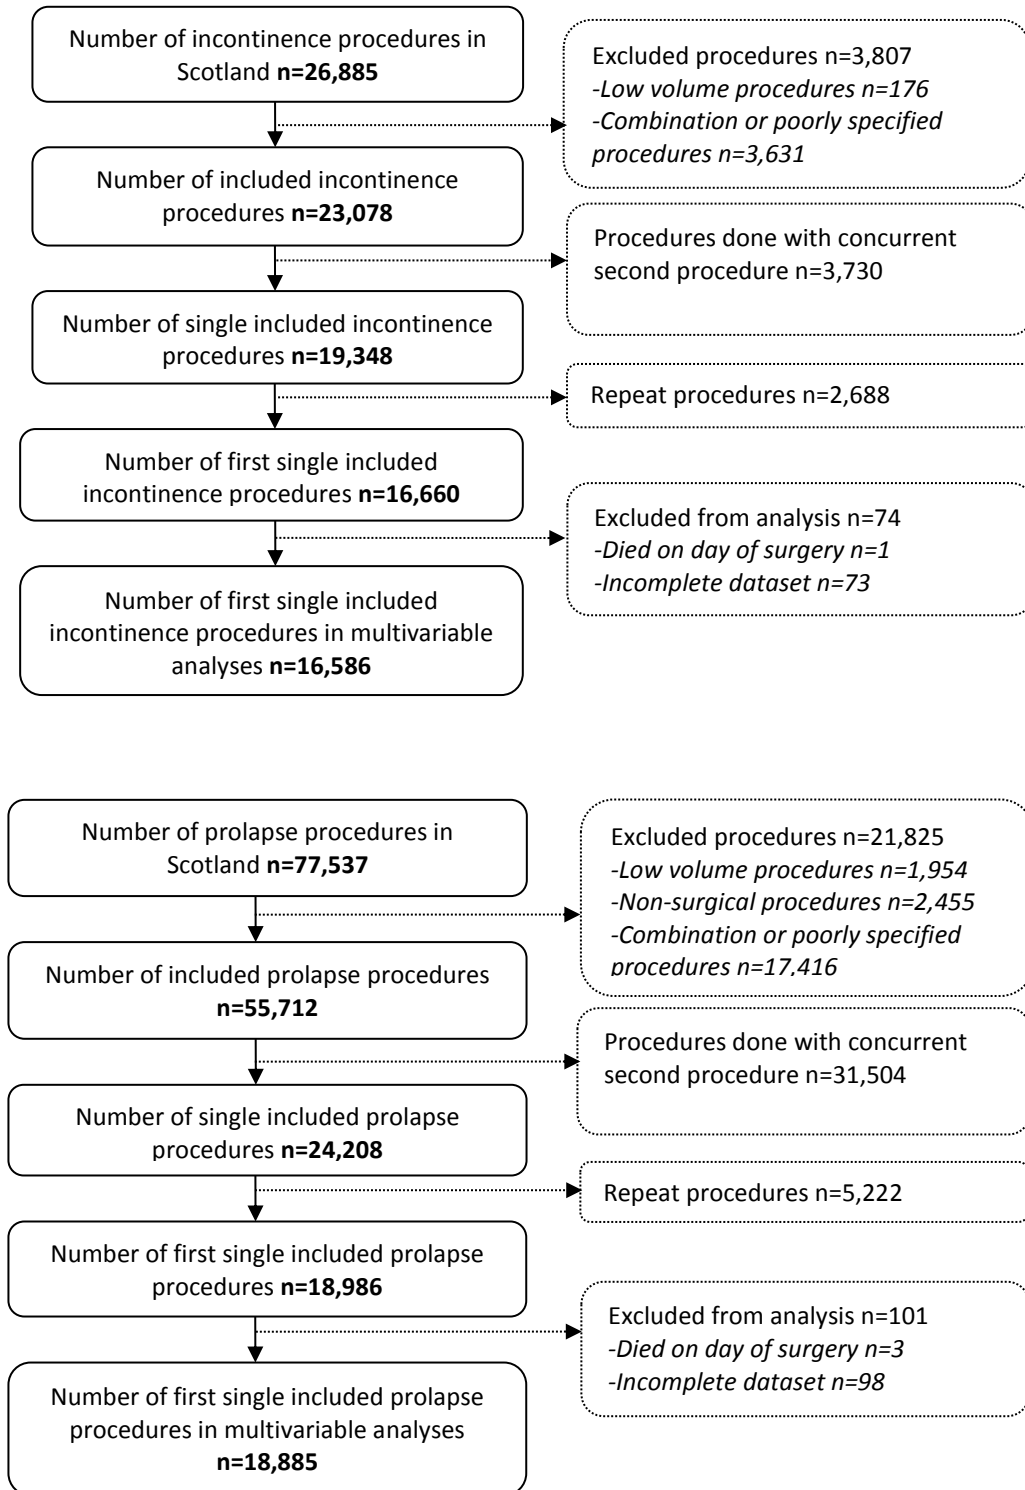 Number of incontinence procedures in
Scotland n=26,885
Excluded procedures n=3,807
-Low volume procedures n=176
-Combination or poorly specified
procedures n=3,631
Number of included incontinence
procedures n=23,078
Procedures done with concurrent
second procedure n=3,730
Number of single included incontinence
procedures n=19,348
Repeat procedures n=2,688
Number of first single included
incontinence procedures n=16,660
Excluded from analysis n=74
-Died on day of surgery n=1
-Incomplete dataset n=73
Number of first single included
incontinence procedures in multivariable
analyses n=16,586
Number of prolapse procedures in
Scotland n=77,537
Excluded procedures n=21,825
-Low volume procedures n=1,954
-Non-surgical procedures n=2,455
-Combination or poorly specified
procedures n=17,416
Number of included prolapse procedures
n=55,712
Procedures done with concurrent
second procedure n=31,504
Number of single included prolapse
procedures n=24,208
Repeat procedures n=5,222
Number of first single included prolapse
procedures n=18,986
Excluded from analysis n=101
-Died on day of surgery n=3
-Incomplete dataset n=98
Number of first single included prolapse
procedures in multivariable analyses
n=18,885